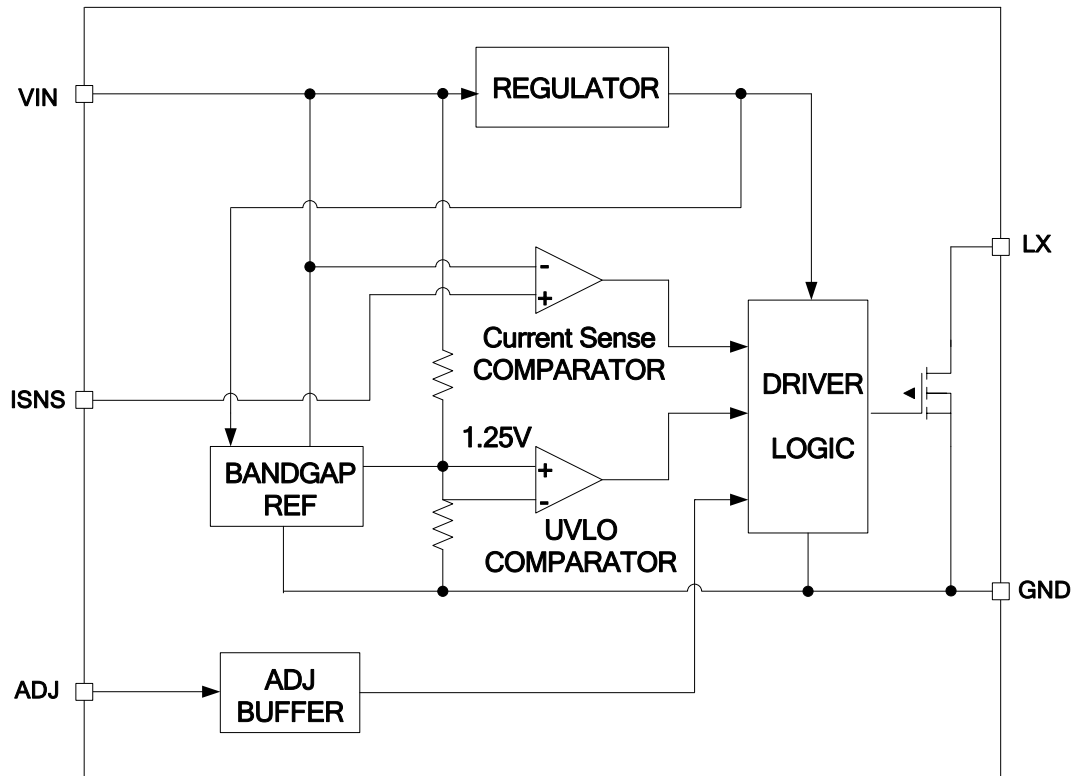 VIN
REGULATOR
LX
-
+
Current Sense
COMPARATOR
ISNS
DRIVER
LOGIC
1.25V
+
-
BANDGAP
REF
UVLO
COMPARATOR
GND
ADJ
ADJ
BUFFER